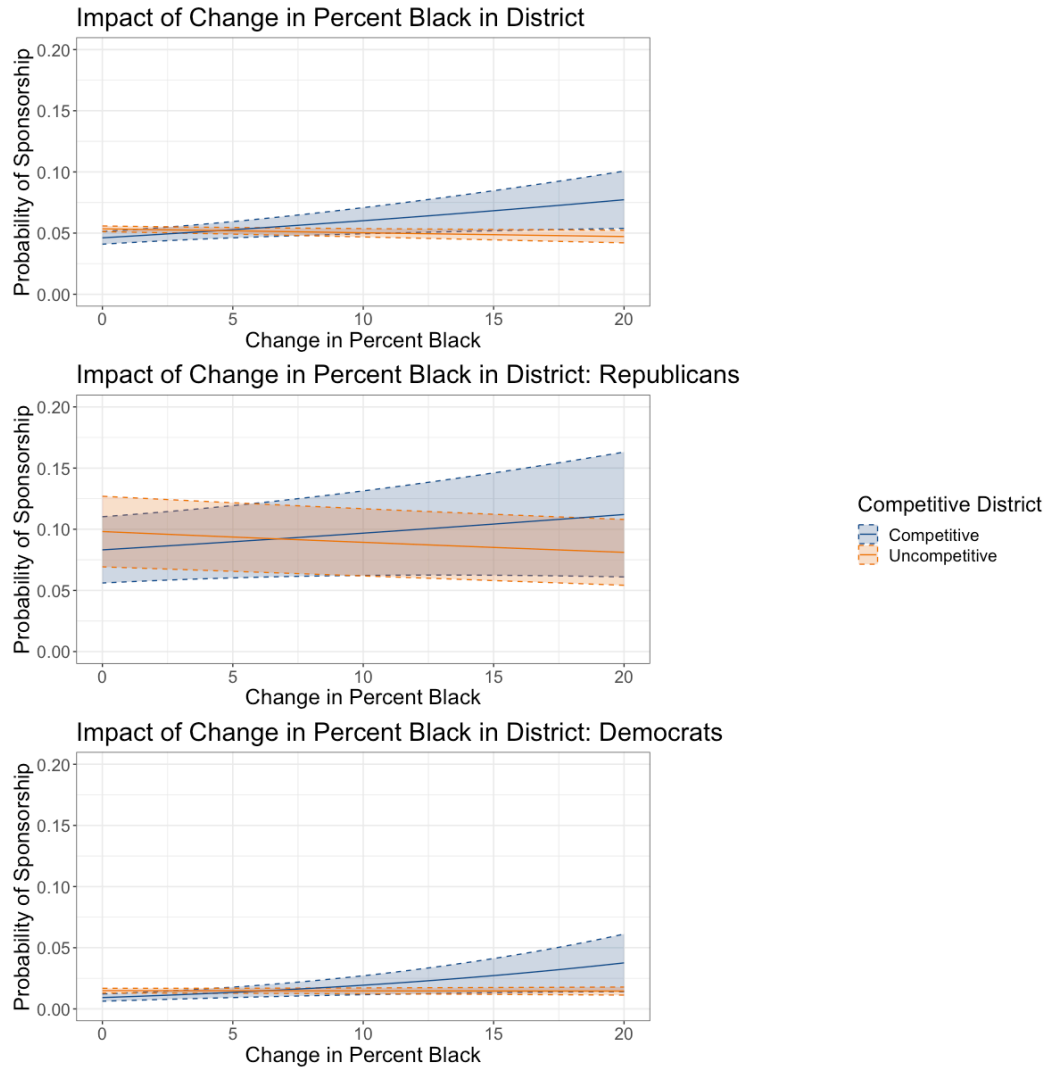 Impact of Change in Percent Black in District
Probability of Sponsorship
0.20
0.15
0.10
0.05
0.00
0 5 10 15 20
Change in Percent Black
Impact of Change in Percent Black in District: Republicans
Probability of Sponsorship
0.20
0.15
0.10
0.05
0.00
0 5 10 15 20
Change in Percent Black
Competitive District
Competitive
Uncompetitive
Impact of Change in Percent Black in District: Democrats
Probability of Sponsorship
0.20
0.15
0.10
0.05
0.00
0 5 10 15 20
Change in Percent Black